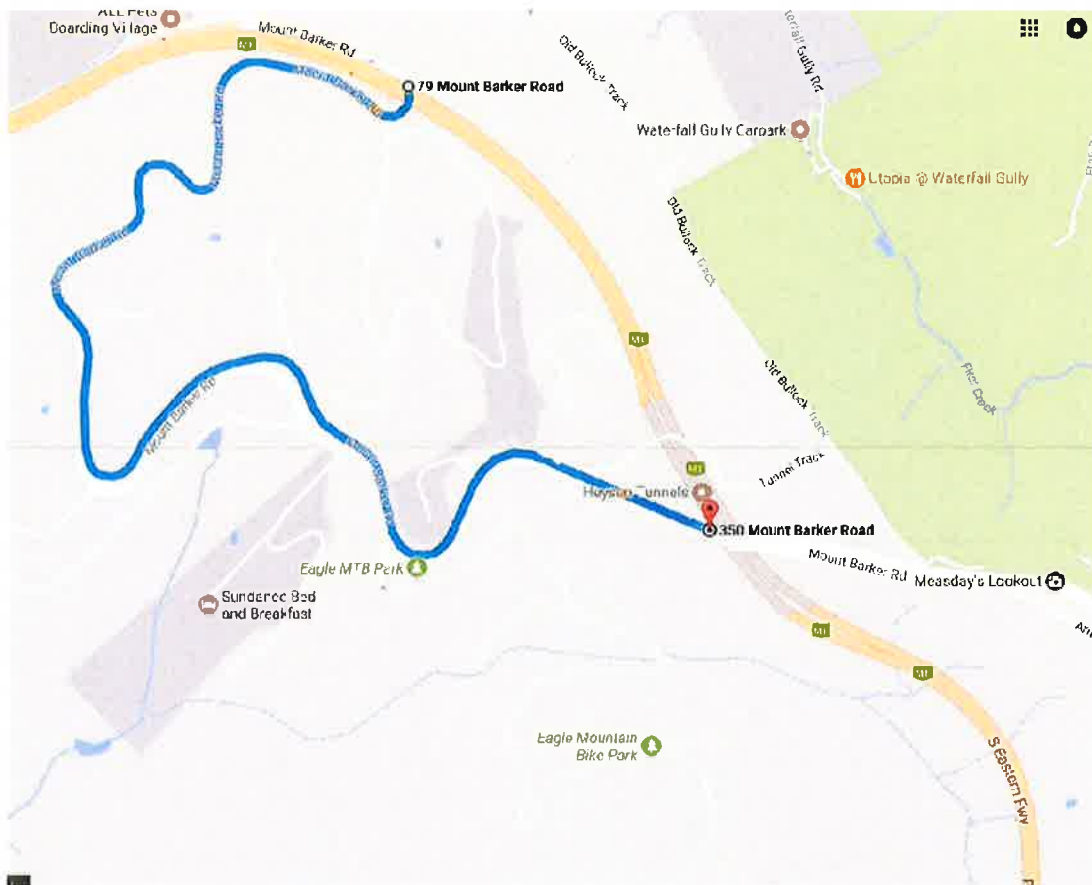 ALL Pets
Boarding Village
Mount Barker Rd
M1
79 Mount Barker Road
Old Bullock Track
Waterfall Gully Carpark
Utopia @ Waterfall Gully
Old Bullock Track
M1
First Creek
Old Bullock Track
Mount Barker Rd
M1
Tunnel Track
Heysen Tunnels
350 Mount Barker Road
Mount Barker Rd
Measday's Lookout
Eagle MTB Park
Sundance Bed
and Breakfast
M1
M1
Eagle Mountain
Bike Park
S Eastern Fwy